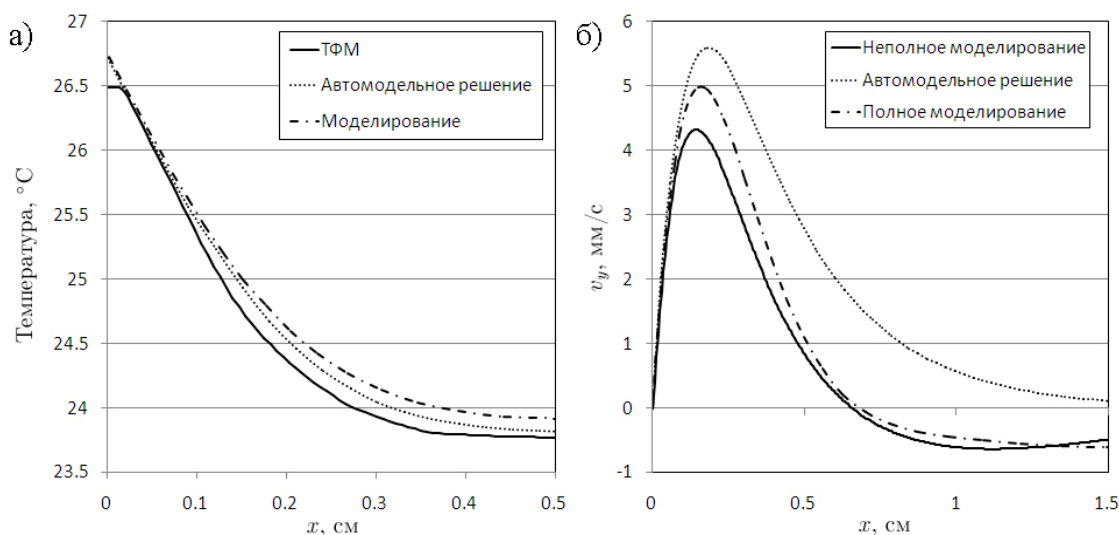 а)
27
26.5
26
25.5
25
24.5
24
23.5
Температура, °C
0
0.1
0.2
0.3
0.4
0.5
x, см
ТФМ
Автомодельное решение
Моделирование
б)
6
5
4
3
2
1
0
-1
v_y, мм/с
0
0.5
1
1.5
x, см
Неполное моделирование
Автомодельное решение
Полное моделирование